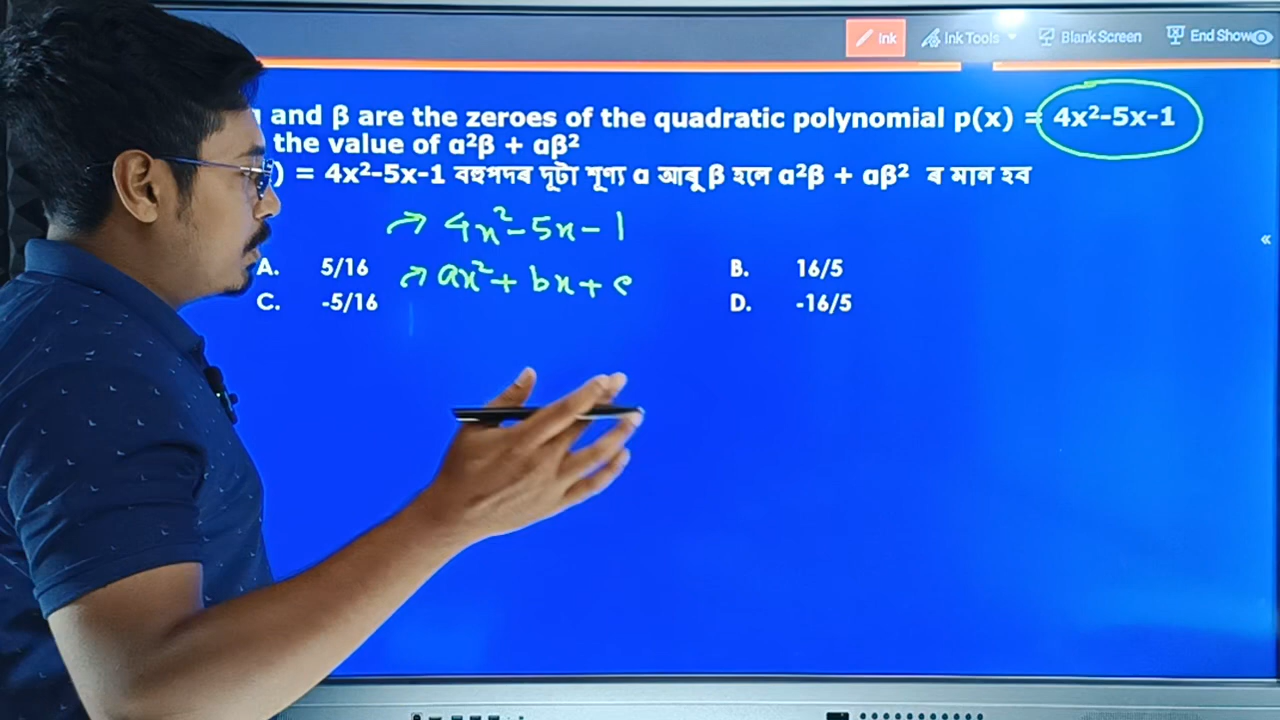 Ink Ink Tools Blank Screen End Show
α and β are the zeroes of the quadratic polynomial p(x) = 4x²-5x-1
the value of α²β + αβ²
) = 4x²-5x-1 বহুপদৰ দূটা শূণ্য α আৰু β হলে α²β + αβ² ৰ মান হব
4x²-5x-1
A. 5/16 B. 16/5
ax²+bx+c
C. -5/16 D. -16/5